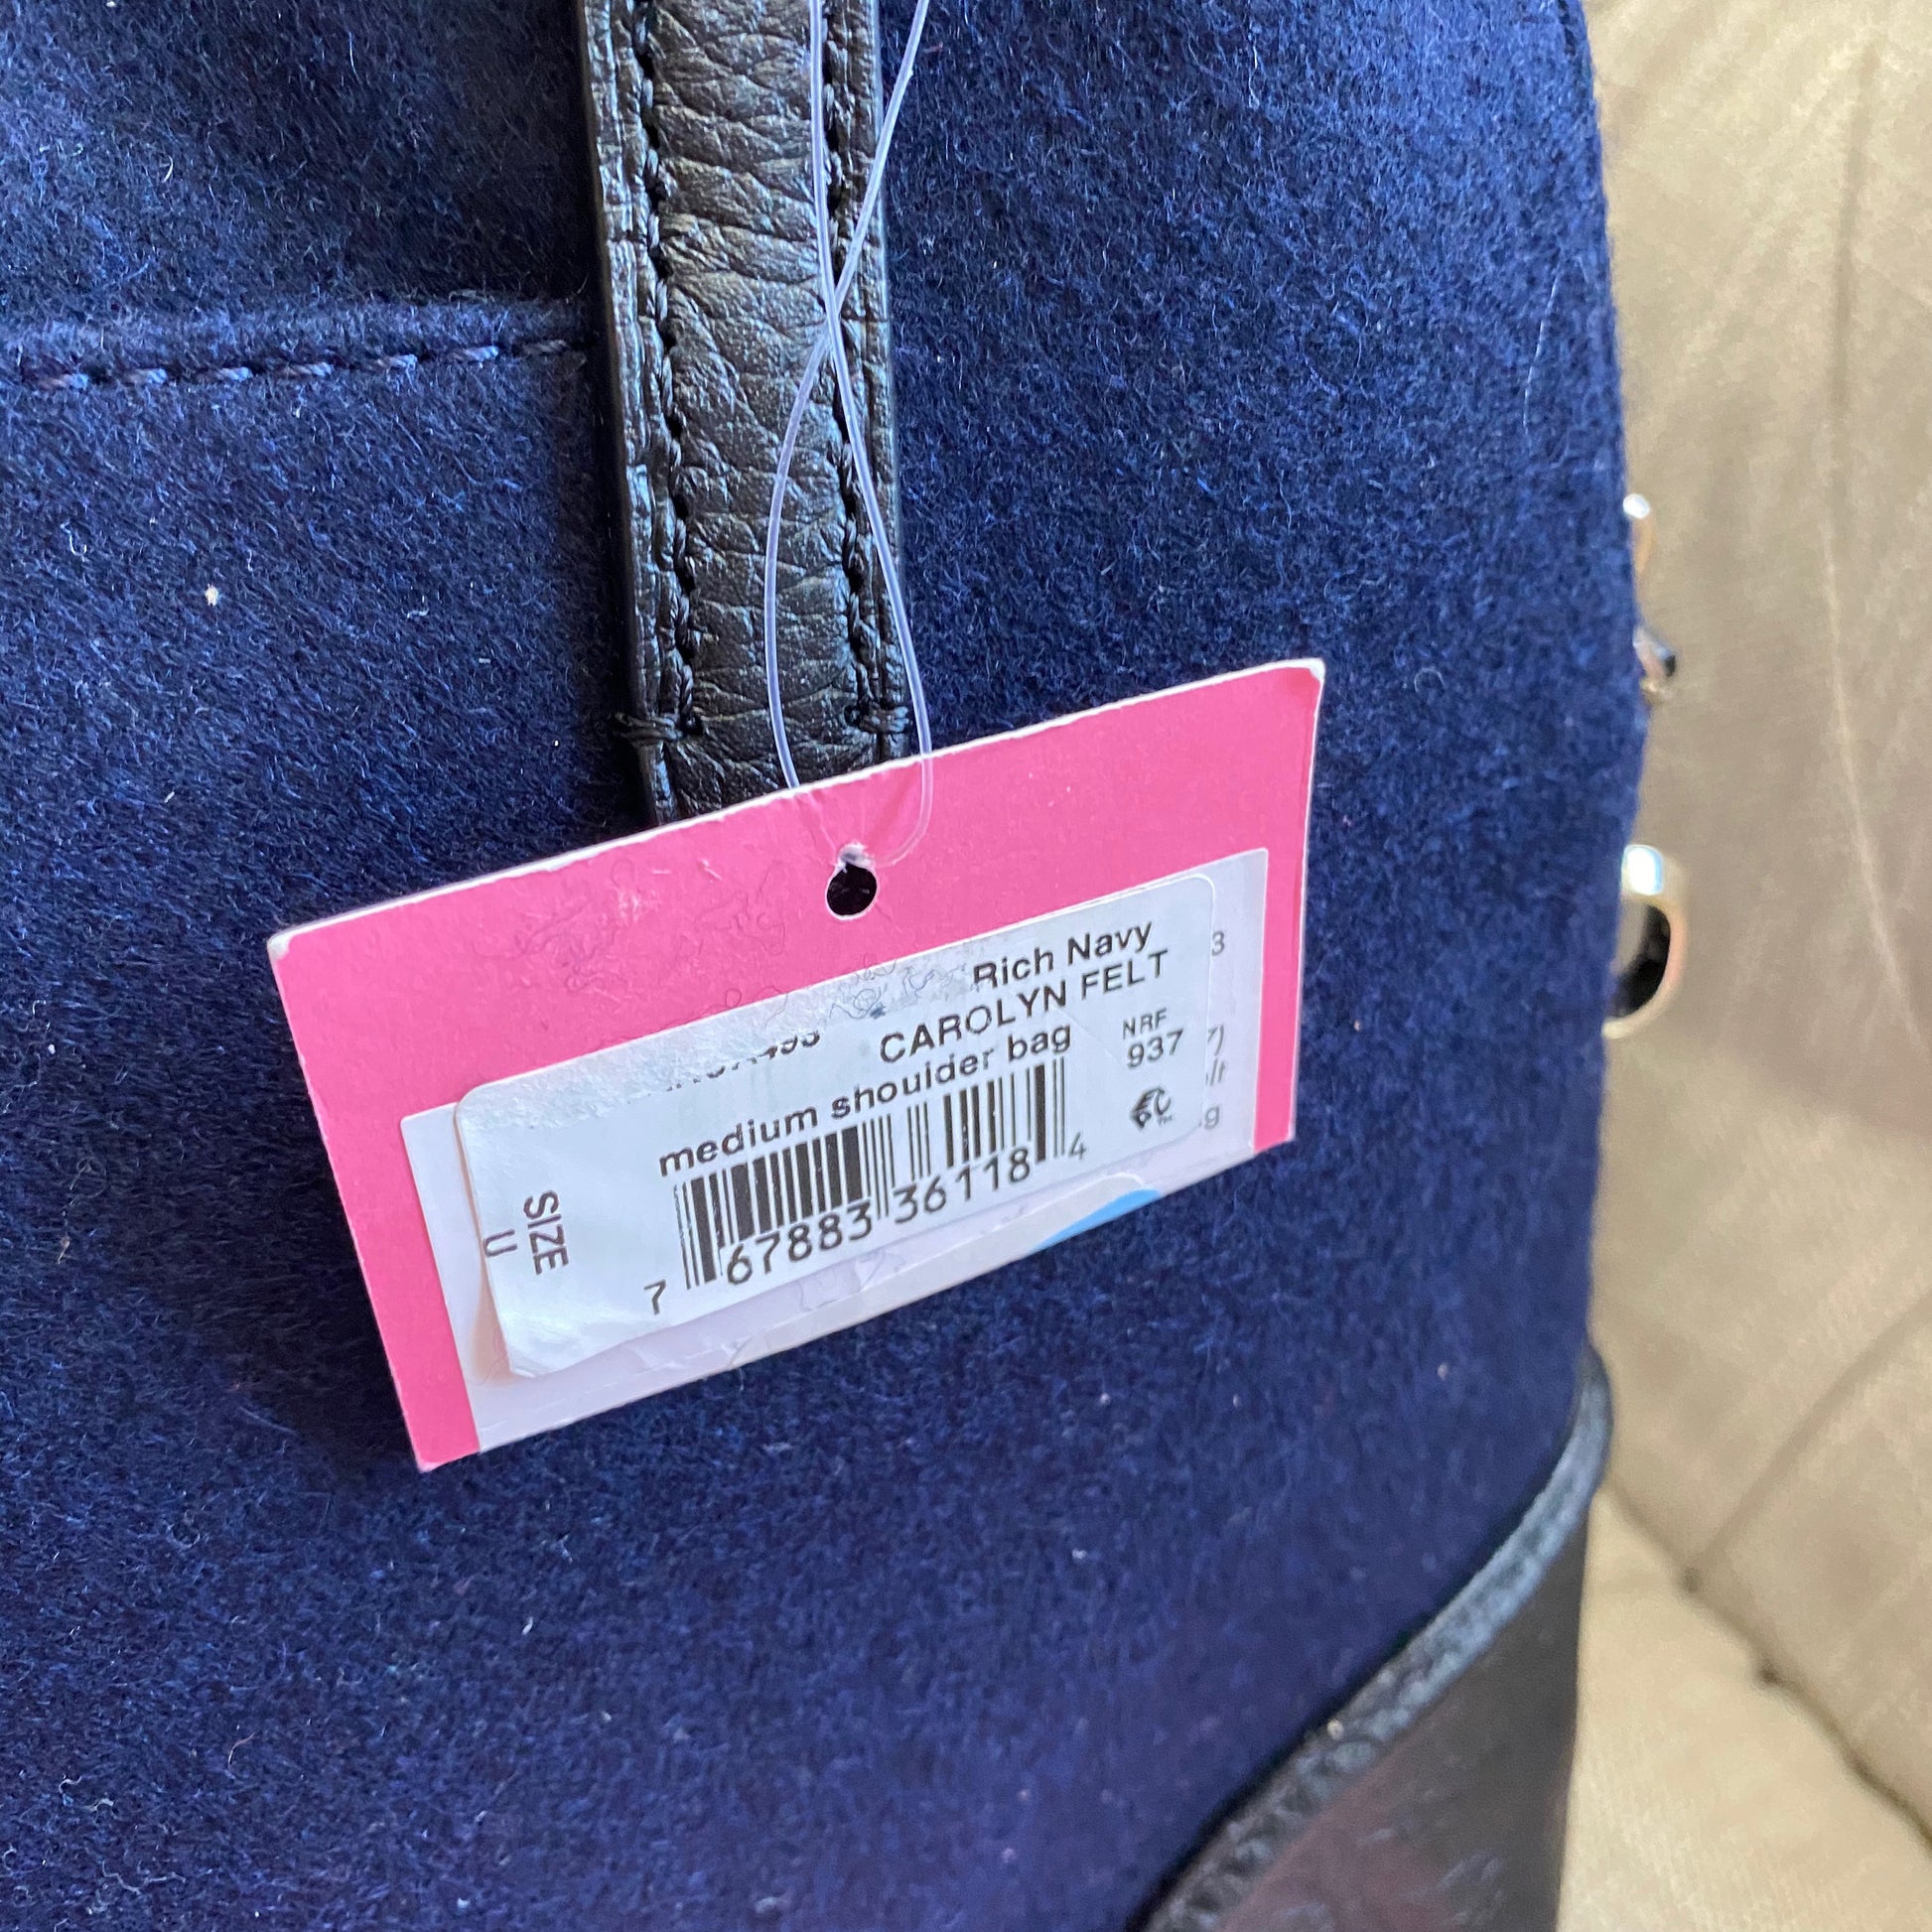 Rich Navy
CAROLYN FELT
medium shoulder bag
NRF
937
7 67883 36118 4
SIZE
U